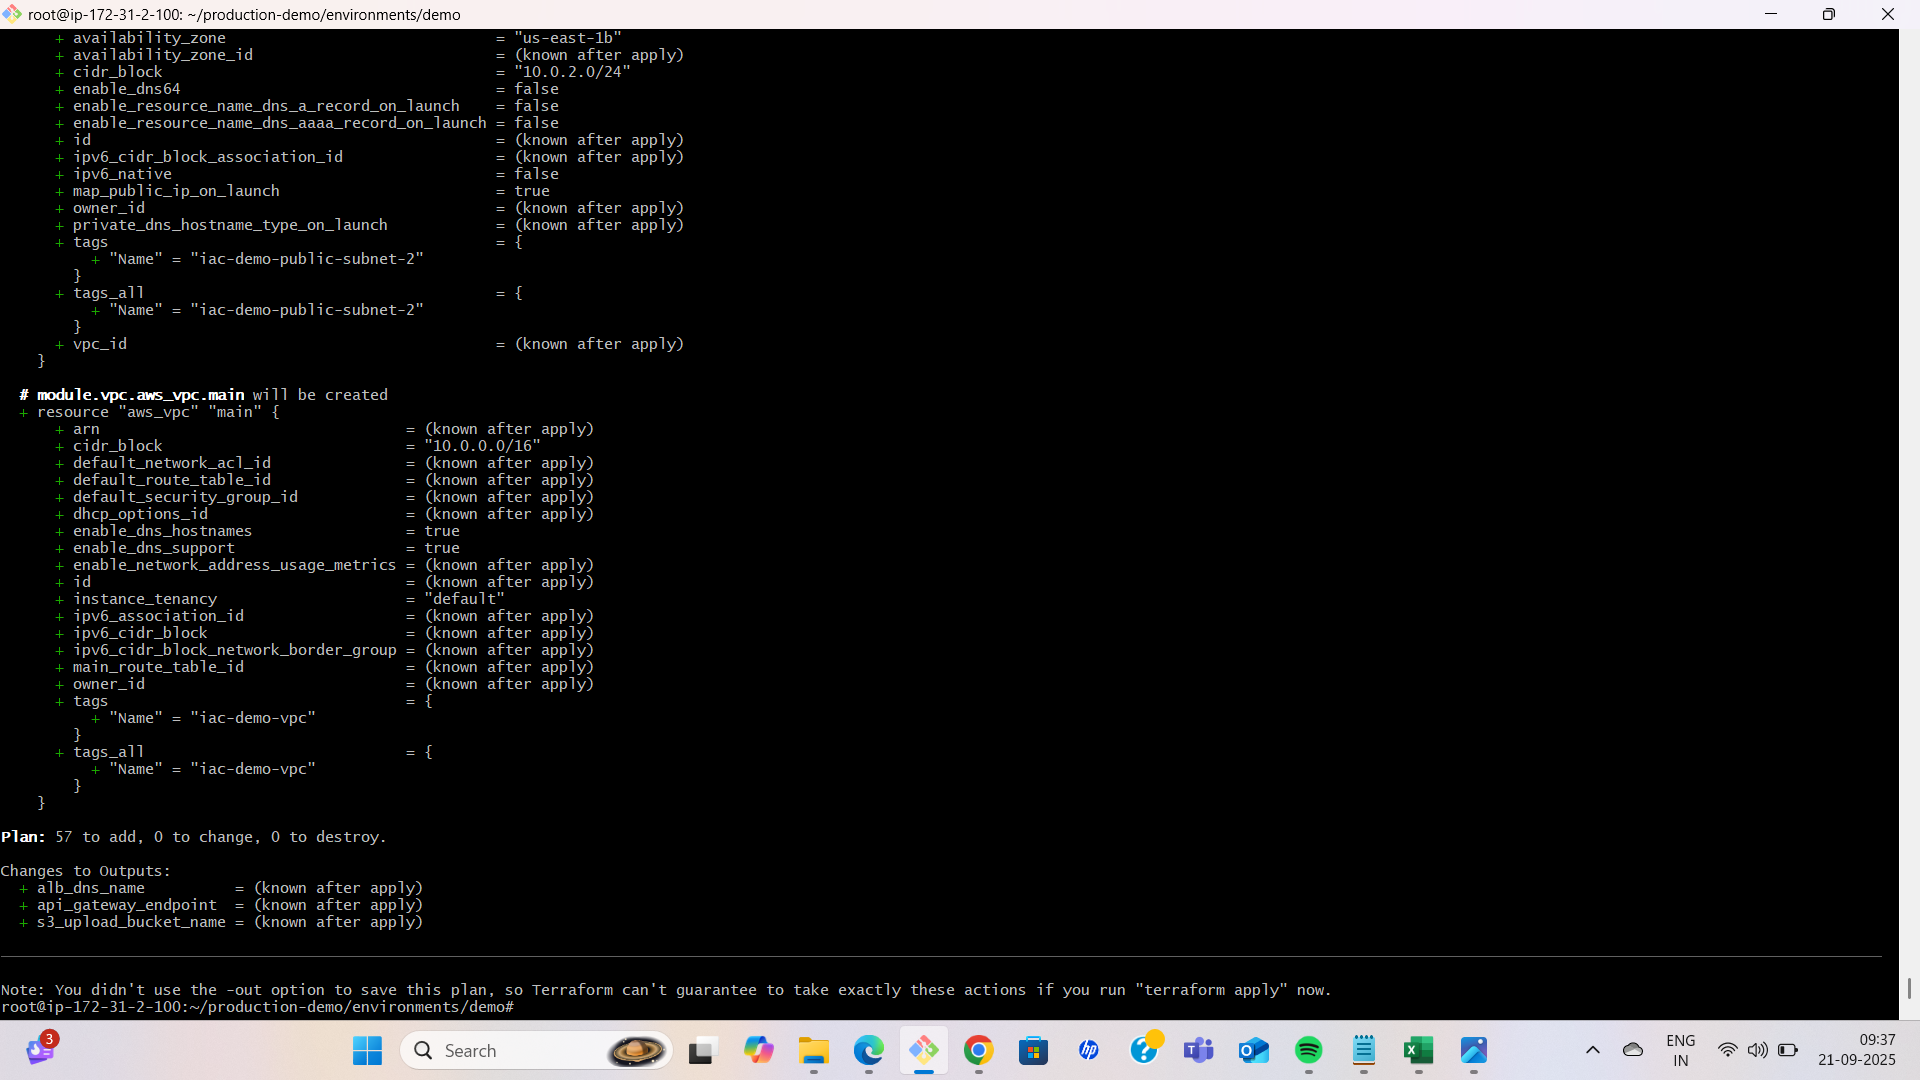 root@ip-172-31-2-100: ~/production-demo/environments/demo
      + availability_zone                              = "us-east-1b"
      + availability_zone_id                           = (known after apply)
      + cidr_block                                     = "10.0.2.0/24"
      + enable_dns64                                   = false
      + enable_resource_name_dns_a_record_on_launch    = false
      + enable_resource_name_dns_aaaa_record_on_launch = false
      + id                                             = (known after apply)
      + ipv6_cidr_block_association_id                 = (known after apply)
      + ipv6_native                                    = false
      + map_public_ip_on_launch                        = true
      + owner_id                                       = (known after apply)
      + private_dns_hostname_type_on_launch            = (known after apply)
      + tags                                           = {
          + "Name" = "iac-demo-public-subnet-2"
        }
      + tags_all                                       = {
          + "Name" = "iac-demo-public-subnet-2"
        }
      + vpc_id                                         = (known after apply)
    }
  # module.vpc.aws_vpc.main will be created
  + resource "aws_vpc" "main" {
      + arn                                  = (known after apply)
      + cidr_block                           = "10.0.0.0/16"
      + default_network_acl_id               = (known after apply)
      + default_route_table_id               = (known after apply)
      + default_security_group_id            = (known after apply)
      + dhcp_options_id                      = (known after apply)
      + enable_dns_hostnames                 = true
      + enable_dns_support                   = true
      + enable_network_address_usage_metrics = (known after apply)
      + id                                   = (known after apply)
      + instance_tenancy                     = "default"
      + ipv6_association_id                  = (known after apply)
      + ipv6_cidr_block                      = (known after apply)
      + ipv6_cidr_block_network_border_group = (known after apply)
      + main_route_table_id                  = (known after apply)
      + owner_id                             = (known after apply)
      + tags                                 = {
          + "Name" = "iac-demo-vpc"
        }
      + tags_all                             = {
          + "Name" = "iac-demo-vpc"
        }
    }
Plan: 57 to add, 0 to change, 0 to destroy.
Changes to Outputs:
  + alb_dns_name          = (known after apply)
  + api_gateway_endpoint  = (known after apply)
  + s3_upload_bucket_name = (known after apply)
Note: You didn't use the -out option to save this plan, so Terraform can't guarantee to take exactly these actions if you run "terraform apply" now.
root@ip-172-31-2-100:~/production-demo/environments/demo#
3
Search
hp
ENG
IN
09:37
21-09-2025